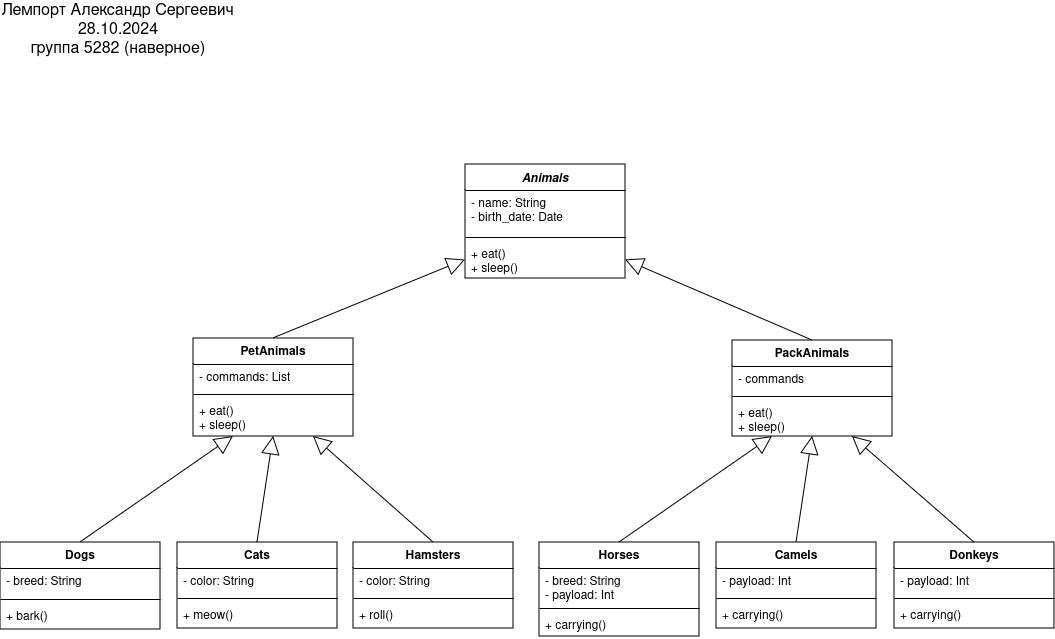 Лемпорт Александр Сергеевич
28.10.2024
группа 5282 (наверное)
Animals
- name: String
- birth_date: Date
+ eat()
+ sleep()
PetAnimals
- commands: List
+ eat()
+ sleep()
PackAnimals
- commands
+ eat()
+ sleep()
Dogs
- breed: String
+ bark()
Cats
- color: String
+ meow()
Hamsters
- color: String
+ roll()
Horses
- breed: String
- payload: Int
+ carrying()
Camels
- payload: Int
+ carrying()
Donkeys
- payload: Int
+ carrying()